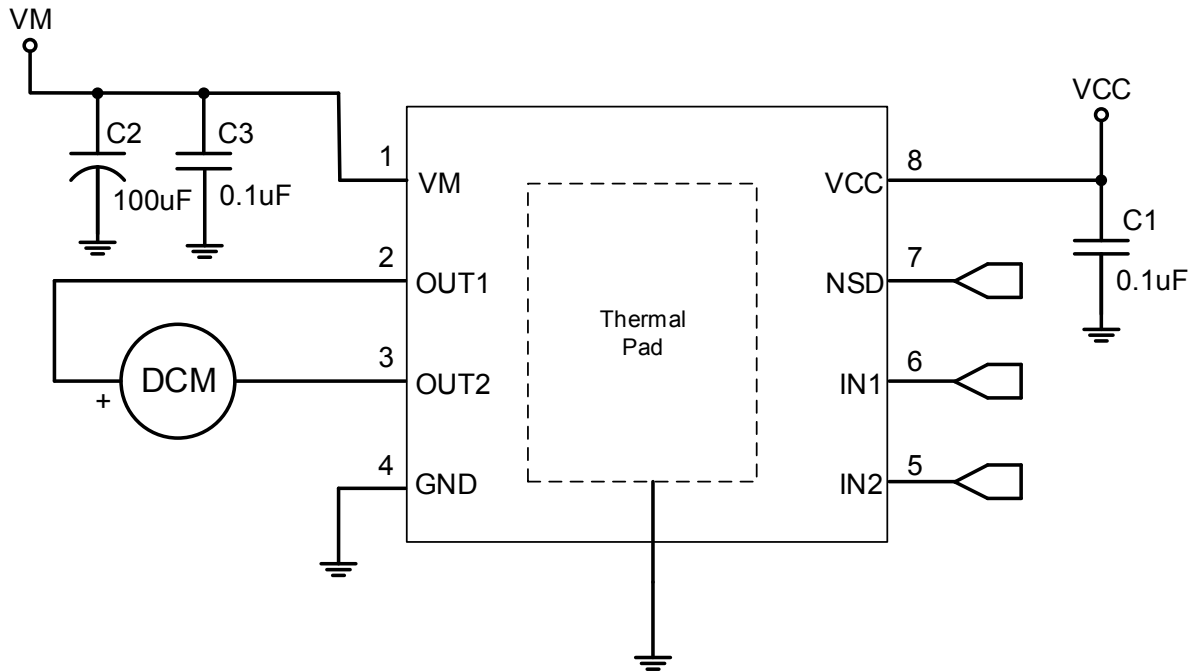 VM
C2
100uF
C3
0.1uF
1
VM
2
OUT1
3
OUT2
4
GND
DCM
+
Thermal
Pad
VCC
8
VCC
C1
0.1uF
7
NSD
6
IN1
5
IN2